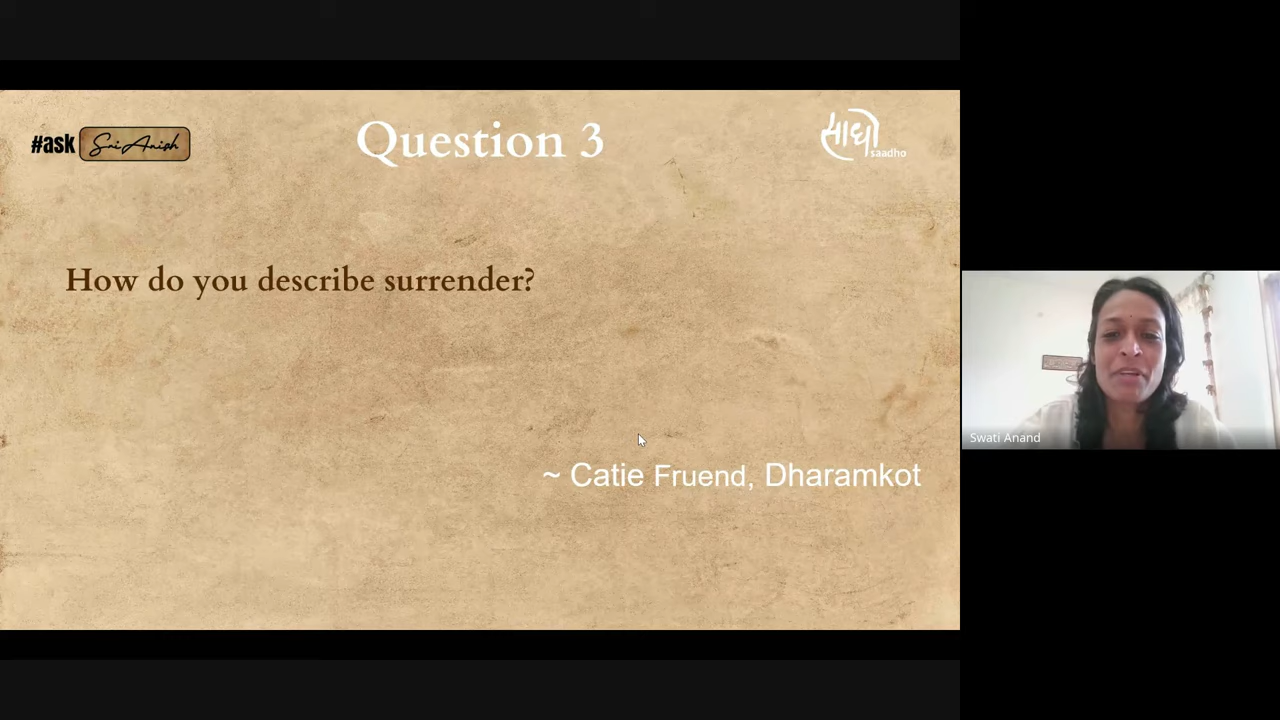 #ask Sri Anish
Question 3
साधो
saadho
How do you describe surrender?
~ Catie Fruend, Dharamkot
Swati Anand